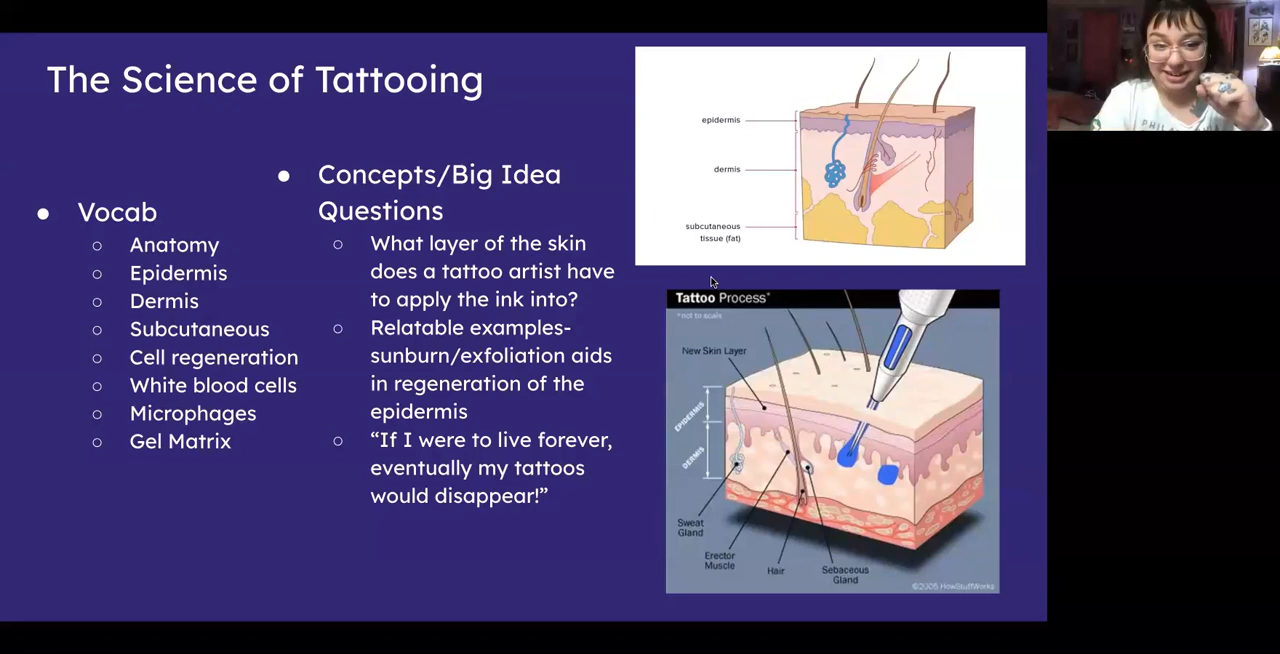 The Science of Tattooing
● Vocab
○ Anatomy
○ Epidermis
○ Dermis
○ Subcutaneous
○ Cell regeneration
○ White blood cells
○ Microphages
○ Gel Matrix
● Concepts/Big Idea
Questions
○ What layer of the skin
does a tattoo artist have
to apply the ink into?
○ Relatable examples-
sunburn/exfoliation aids
in regeneration of the
epidermis
○ “If I were to live forever,
eventually my tattoos
would disappear!”
epidermis
dermis
subcutaneous
tissue (fat)
Tattoo Process*
*not to scale
New Skin Layer
EPIDERMIS
DERMIS
Sweat
Gland
Erector
Muscle
Hair
Sebaceous
Gland
©2005 HowStuffWorks